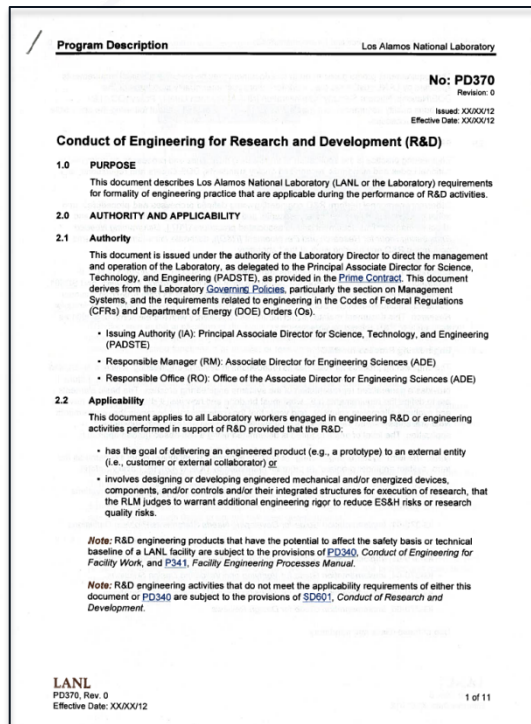 Program Description
Los Alamos National Laboratory
No: PD370
Revision: 0
Issued: XX/XX/12
Effective Date: XX/XX/12
Conduct of Engineering for Research and Development (R&D)
1.0 PURPOSE
This document describes Los Alamos National Laboratory (LANL or the Laboratory) requirements
for formality of engineering practice that are applicable during the performance of R&D activities.
2.0 AUTHORITY AND APPLICABILITY
2.1 Authority
This document is issued under the authority of the Laboratory Director to direct the management
and operation of the Laboratory, as delegated to the Principal Associate Director for Science,
Technology, and Engineering (PADSTE), as provided in the Prime Contract. This document
derives from the Laboratory Governing Policies, particularly the section on Management
Systems, and the requirements related to engineering in the Codes of Federal Regulations
(CFRs) and Department of Energy (DOE) Orders (Os).
• Issuing Authority (IA): Principal Associate Director for Science, Technology, and Engineering
(PADSTE)
• Responsible Manager (RM): Associate Director for Engineering Sciences (ADE)
• Responsible Office (RO): Office of the Associate Director for Engineering Sciences (ADE)
2.2 Applicability
This document applies to all Laboratory workers engaged in engineering R&D or engineering
activities performed in support of R&D provided that the R&D:
• has the goal of delivering an engineered product (e.g., a prototype) to an external entity
(i.e., customer or external collaborator) or
• involves designing or developing engineered mechanical and/or energized devices,
components, and/or controls and/or their integrated structures for execution of research, that
the RLM judges to warrant additional engineering rigor to reduce ES&H risks or research
quality risks.
Note: R&D engineering products that have the potential to affect the safety basis or technical
baseline of a LANL facility are subject to the provisions of PD340, Conduct of Engineering for
Facility Work, and P341, Facility Engineering Processes Manual.
Note: R&D engineering activities that do not meet the applicability requirements of either this
document or PD340 are subject to the provisions of SD601, Conduct of Research and
Development.
LANL
PD370, Rev. 0
Effective Date: XX/XX/12
1 of 11